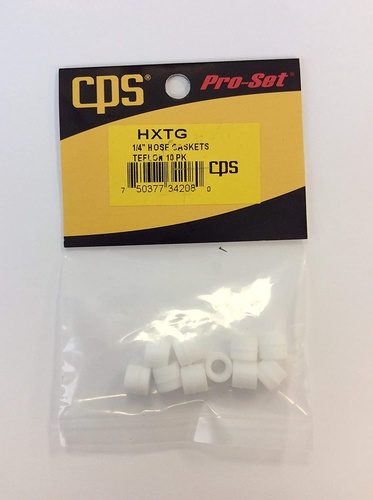 CPS® Pro-Set®
HXTG
1/4" HOSE GASKETS
TEFLON 10 PK
CPS
7 50377 34208 0